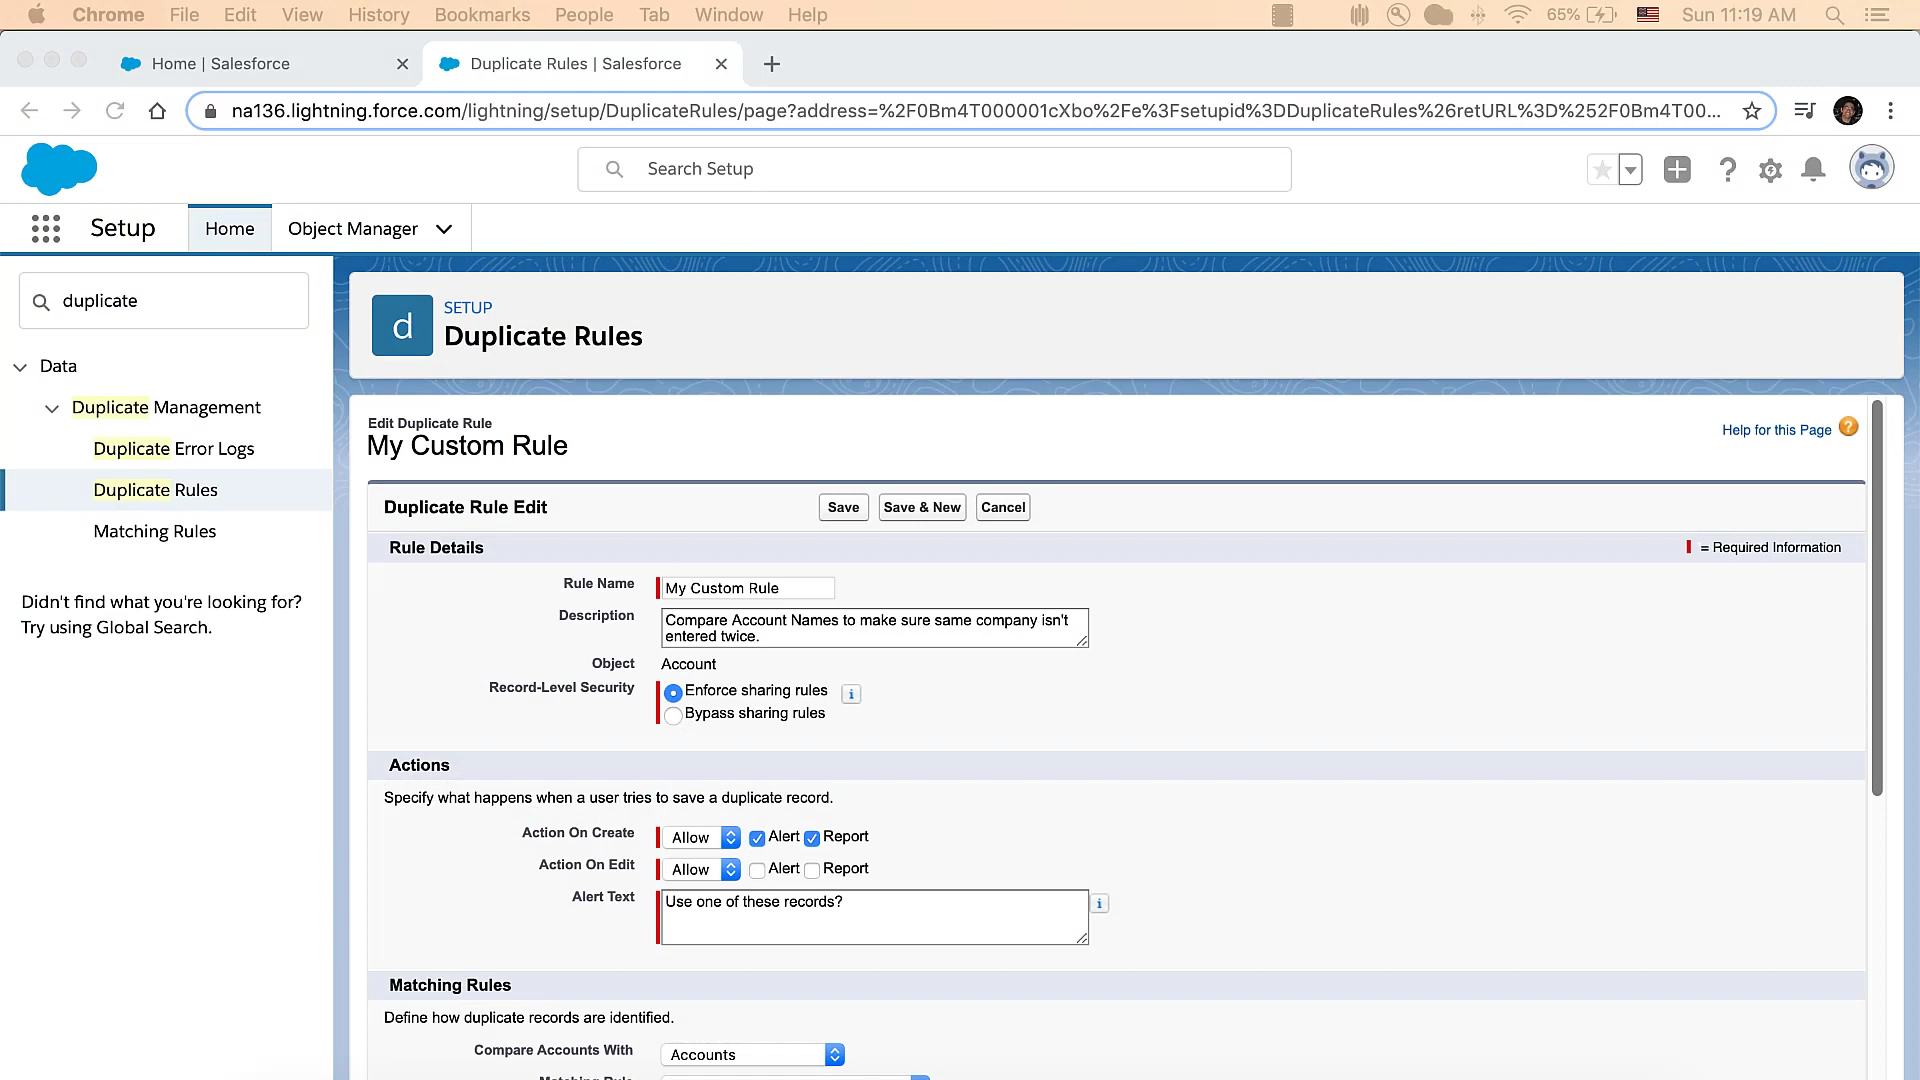 Chrome File Edit View History Bookmarks People Tab Window Help 65% Sun 11:19 AM
Home | Salesforce Duplicate Rules | Salesforce
na136.lightning.force.com/lightning/setup/DuplicateRules/page?address=%2F0Bm4T000001cXbo%2Fe%3Fsetupid%3DDuplicateRules%26retURL%3D%252F0Bm4T00...
Search Setup
Setup Home Object Manager
duplicate
Data
Duplicate Management
Duplicate Error Logs
Duplicate Rules
Matching Rules
Didn't find what you're looking for?
Try using Global Search.
d
SETUP
Duplicate Rules
Edit Duplicate Rule
My Custom Rule
Help for this Page ?
Duplicate Rule Edit Save Save & New Cancel
Rule Details = Required Information
Rule Name My Custom Rule
Description Compare Account Names to make sure same company isn't
entered twice.
Object Account
Record-Level Security Enforce sharing rules i
Bypass sharing rules
Actions
Specify what happens when a user tries to save a duplicate record.
Action On Create Allow Alert Report
Action On Edit Allow Alert Report
Alert Text Use one of these records? i
Matching Rules
Define how duplicate records are identified.
Compare Accounts With Accounts
Matching Rule